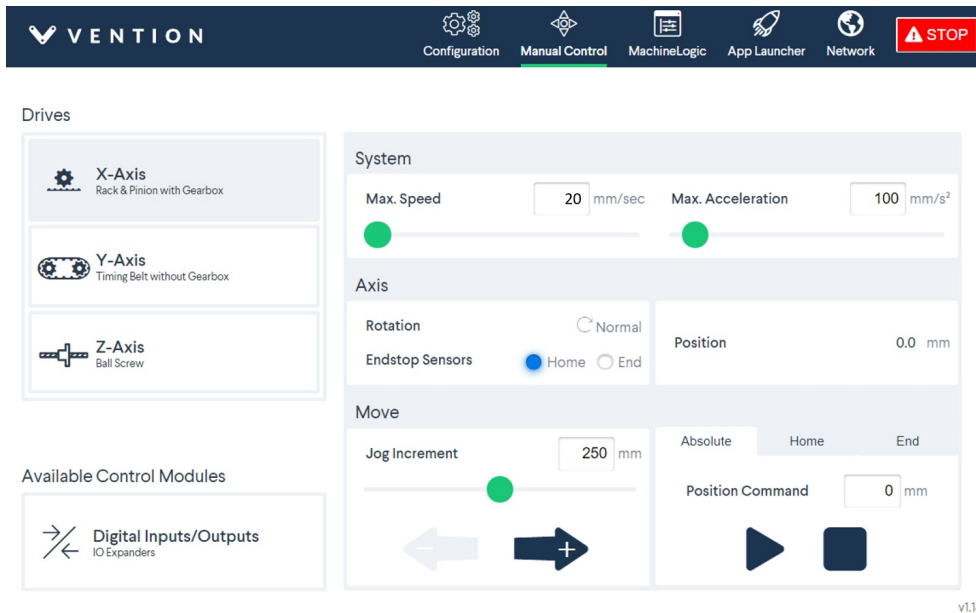 VENTION
Configuration
Manual Control
MachineLogic
App Launcher
Network
STOP
Drives
X-Axis
Rack & Pinion with Gearbox
Y-Axis
Timing Belt without Gearbox
Z-Axis
Ball Screw
Available Control Modules
Digital Inputs/Outputs
IO Expanders
System
Max. Speed 20 mm/sec
Max. Acceleration 100 mm/s²
Axis
Rotation Normal
Endstop Sensors Home End
Position 0.0 mm
Move
Jog Increment 250 mm
− +
Absolute Home End
Position Command 0 mm
v1.1